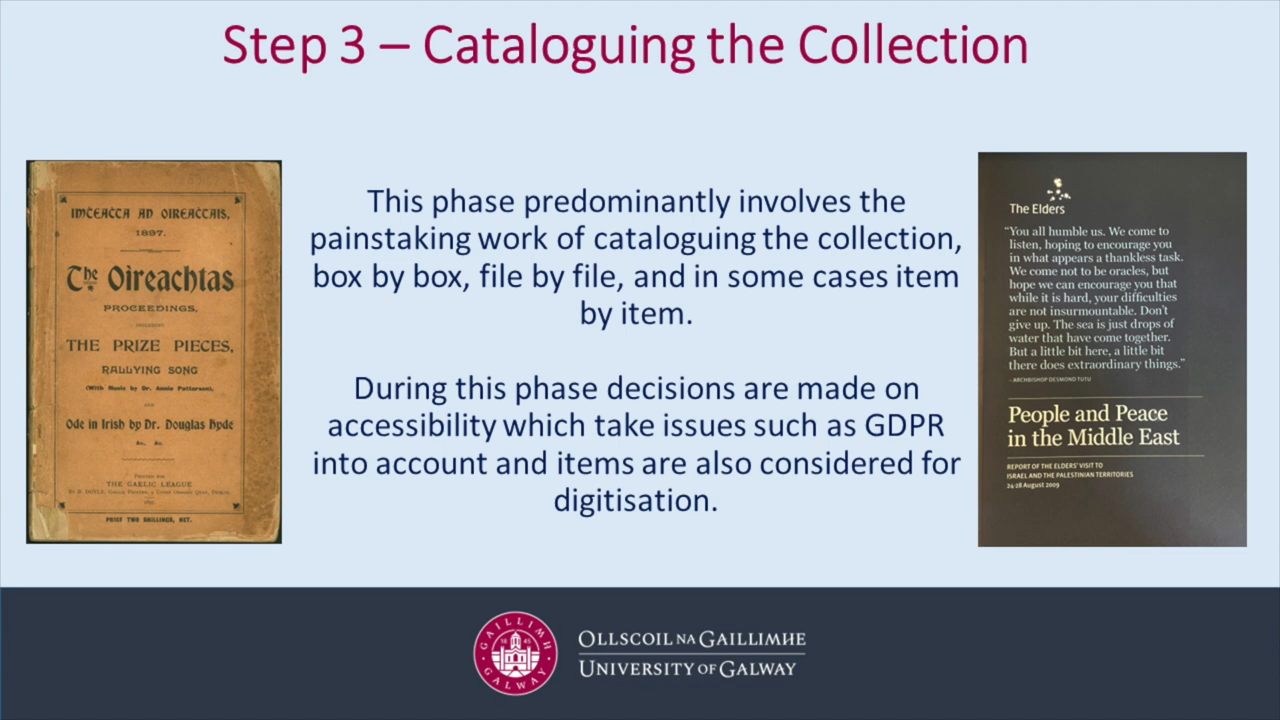 Step 3 – Cataloguing the Collection
IMꞇEAĊꞇA AN OIREAĊꞇAIS,
1897.
The Oireachtas
PROCEEDINGS,
INCLUDING
THE PRIZE PIECES,
RALLYING SONG
(With Music by Dr. Annie Patterson),
AND
Ode in Irish by Dr. Douglas Hyde
&c. &c.
PRINTED FOR
THE GAELIC LEAGUE
1897.
PRICE TWO SHILLINGS, NET.
This phase predominantly involves the
painstaking work of cataloguing the collection,
box by box, file by file, and in some cases item
by item.
During this phase decisions are made on
accessibility which take issues such as GDPR
into account and items are also considered for
digitisation.
The Elders
“You all humble us. We come to
listen, hoping to encourage you
in what appears a thankless task.
We come not to be oracles, but
hope we can encourage you that
while it is hard, your difficulties
are not insurmountable. Don't
give up. The sea is just drops of
water that have come together.
But a little bit here, a little bit
there does extraordinary things.”
- ARCHBISHOP DESMOND TUTU
People and Peace
in the Middle East
REPORT OF THE ELDERS' VISIT TO
ISRAEL AND THE PALESTINIAN TERRITORIES
24-28 August 2009
GAILLIMH
1845
GALWAY
OLLSCOIL NA GAILLIMHE
UNIVERSITY OF GALWAY